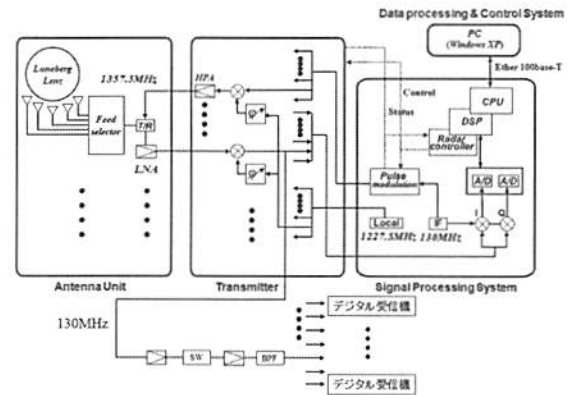 Data processing & Control System
PC
(Windows XP)
Ether 100base-T
Luneberg
Lens
1357.5MHz
HPA
Feed
selector
T/R
LNA
φ
φ
Control
Status
CPU
DSP
Radar
controller
Pulse
modulation
A/D
A/D
Local
1227.5MHz
IF
130MHz
I
Q
Antenna Unit
Transmitter
Signal Processing System
130MHz
SW
BPF
デジタル受信機
デジタル受信機